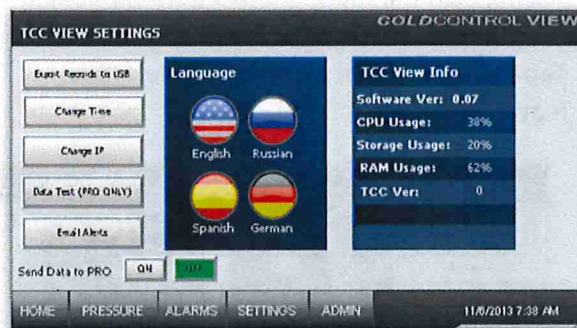 TCC VIEW SETTINGS
GOLDCONTROL VIEW
Export Records to USB
Change Time
Change IP
Data Test (PRO ONLY)
Email Alerts
Language
English
Russian
Spanish
German
TCC View Info
Software Ver: 0.07
CPU Usage: 38%
Storage Usage: 20%
RAM Usage: 62%
TCC Ver: 0
Send Data to PRO
ON
HOME
PRESSURE
ALARMS
SETTINGS
ADMIN
11/6/2013 7:38 AM